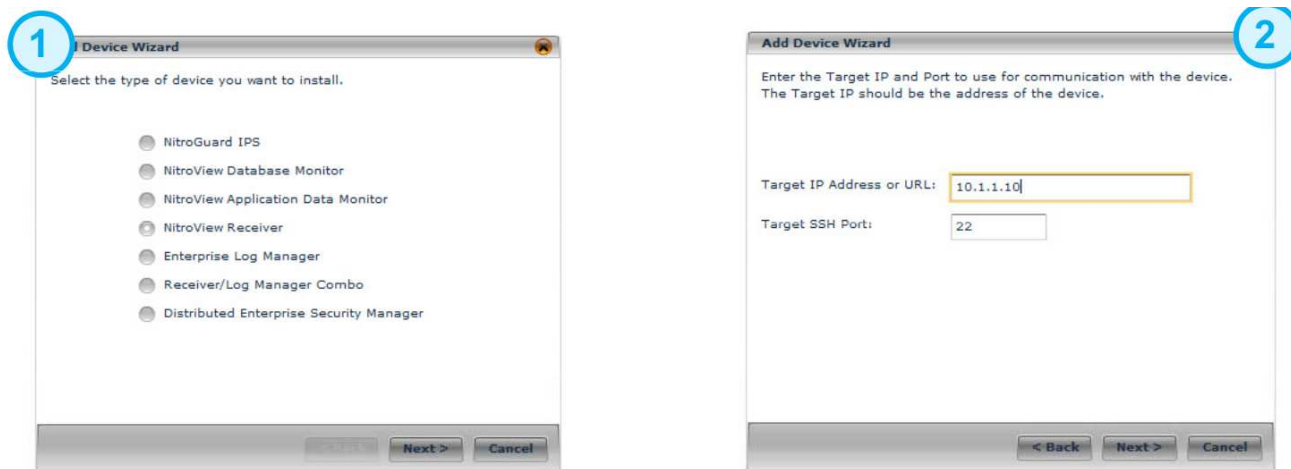 1
d Device Wizard
Select the type of device you want to install.
NitroGuard IPS
NitroView Database Monitor
NitroView Application Data Monitor
NitroView Receiver
Enterprise Log Manager
Receiver/Log Manager Combo
Distributed Enterprise Security Manager
Next >
Cancel
2
Add Device Wizard
Enter the Target IP and Port to use for communication with the device.
The Target IP should be the address of the device.
Target IP Address or URL: 10.1.1.10
Target SSH Port: 22
< Back
Next >
Cancel